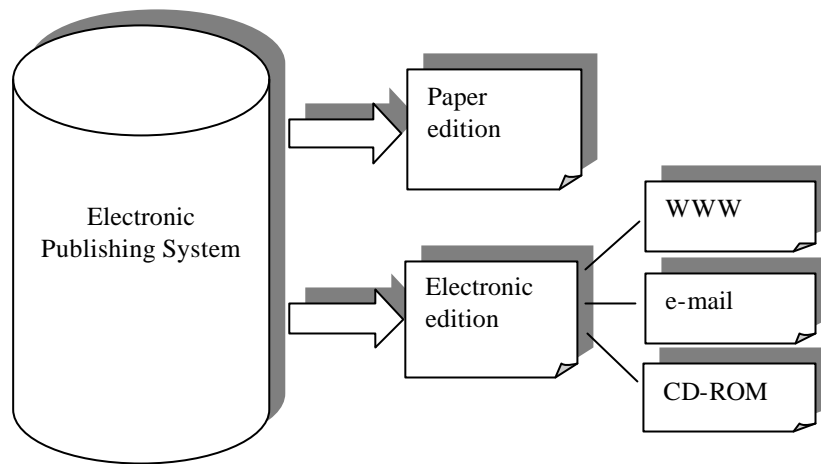 Electronic
Publishing System
Paper
edition
Electronic
edition
WWW
e-mail
CD-ROM